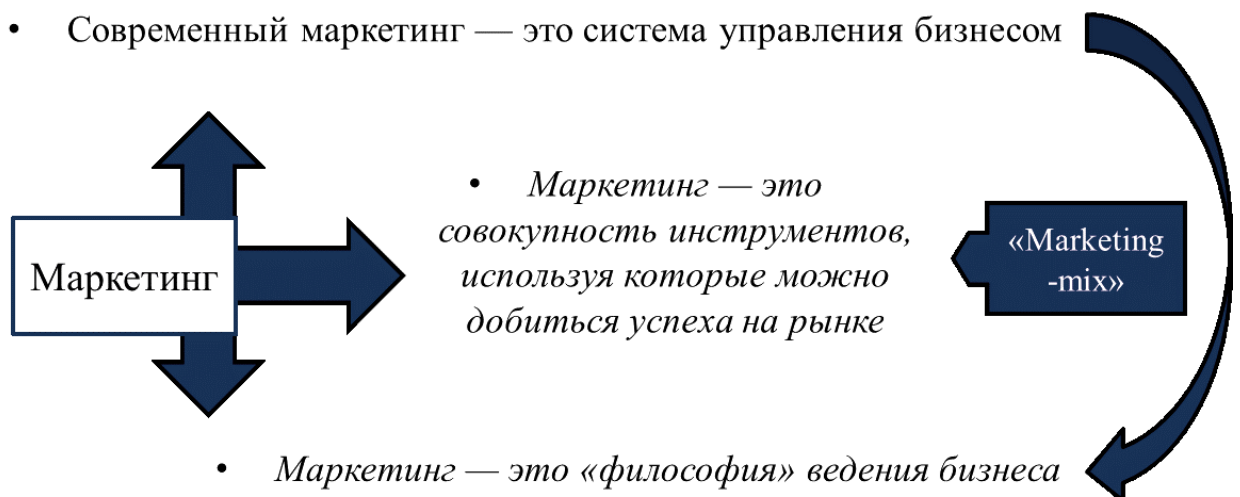 • Современный маркетинг — это система управления бизнесом
Маркетинг
• Маркетинг — это
совокупность инструментов,
используя которые можно
добиться успеха на рынке
«Marketing
-mix»
• Маркетинг — это «философия» ведения бизнеса